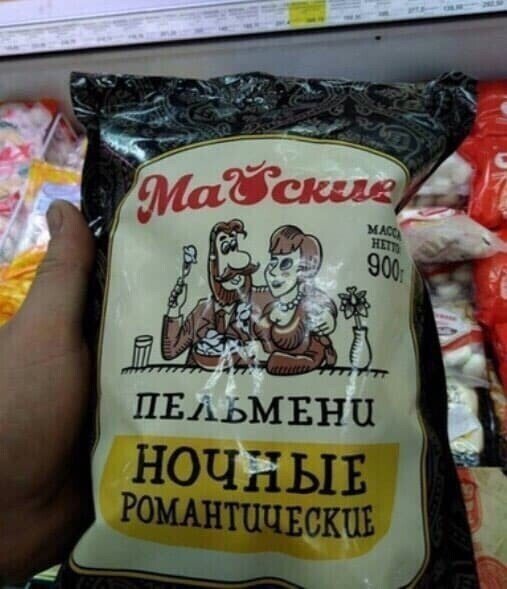 Майские
МАССА
НЕТТО
900г
ПЕЛЬМЕНИ
НОЧНЫЕ
РОМАНТИЧЕСКИЕ